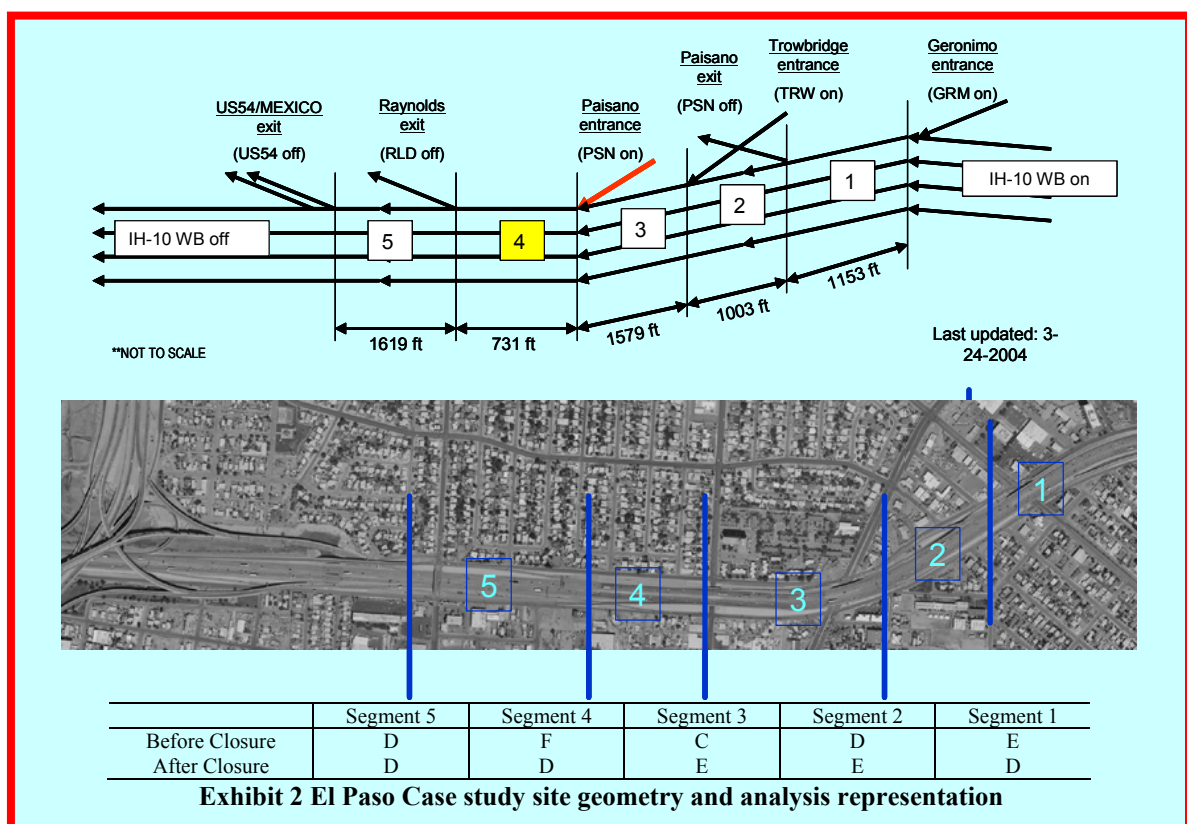 Trowbridge
entrance
(TRW on)
Geronimo
entrance
(GRM on)
Paisano
exit
(PSN off)
US54/MEXICO
exit
(US54 off)
Raynolds
exit
(RLD off)
Paisano
entrance
(PSN on)
IH-10 WB off
5
4
3
2
1
IH-10 WB on
1619 ft
731 ft
1579 ft
1003 ft
1153 ft
**NOT TO SCALE
Last updated: 3-
24-2004
5
4
3
2
1
Segment 5 Segment 4 Segment 3 Segment 2 Segment 1
Before Closure D F C D E
After Closure D D E E D
Exhibit 2 El Paso Case study site geometry and analysis representation